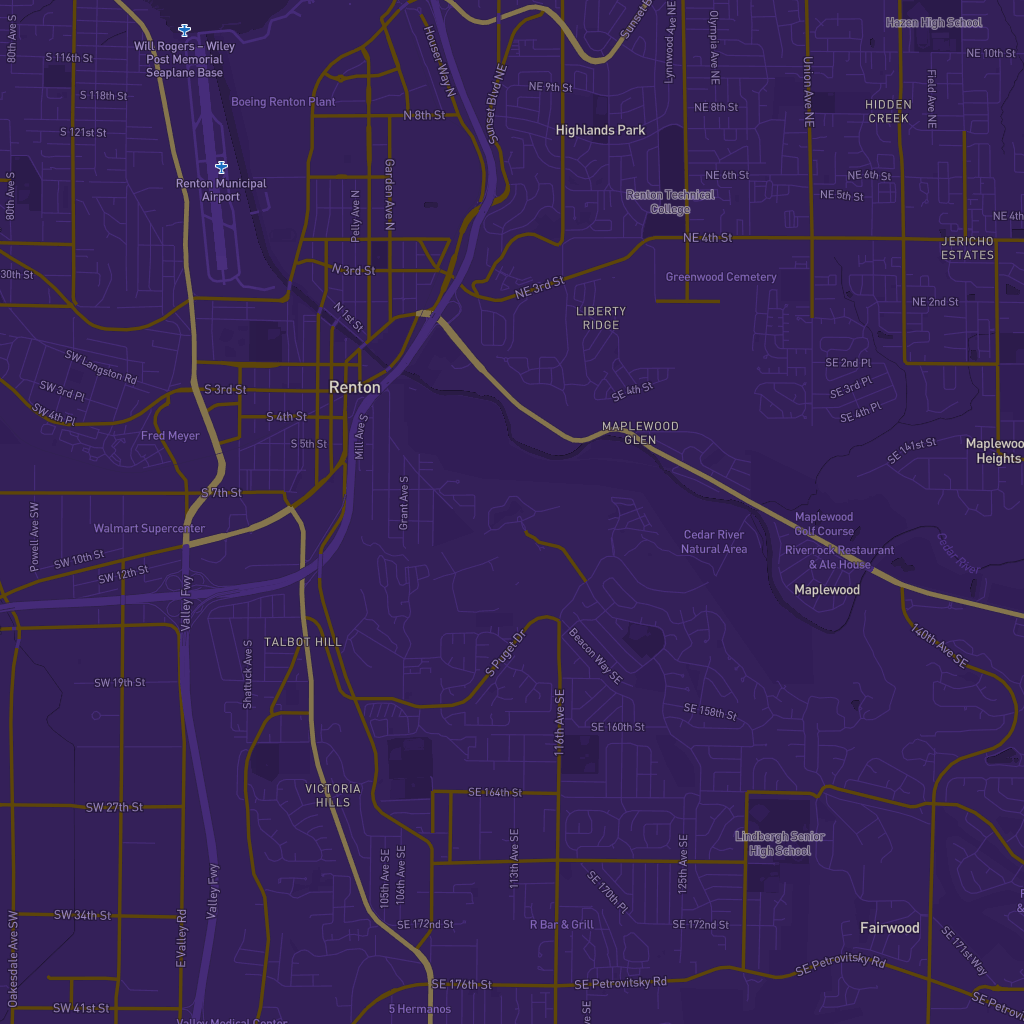 80th Ave S
Will Rogers – Wiley
Post Memorial
Seaplane Base
S 116th St
S 118th St
S 121st St
80th Ave S
Boeing Renton Plant
Renton Municipal
Airport
Houser Way N
Sunset Blvd NE
N 8th St
Garden Ave N
Pelly Ave N
N 3rd St
N 1st St
NE 9th St
Highlands Park
Lynnwood Ave NE
Olympia Ave NE
NE 8th St
NE 6th St
Renton Technical
College
NE 4th St
Greenwood Cemetery
NE 3rd St
LIBERTY
RIDGE
Union Ave NE
Hazen High School
NE 10th St
HIDDEN
CREEK
Field Ave NE
NE 6th St
NE 5th St
NE 4th
JERICHO
ESTATES
NE 2nd St
SE 2nd Pl
SE 3rd Pl
SE 4th Pl
SE 4th St
30th St
SW Langston Rd
SW 3rd Pl
SW 4th Pl
Fred Meyer
S 3rd St
Renton
S 4th St
S 5th St
Mill Ave S
S 7th St
Grant Ave S
MAPLEWOOD
GLEN
SE 141st St
Maplewoo
Heights
Powell Ave SW
Walmart Supercenter
SW 10th St
SW 12th St
Valley Fwy
Cedar River
Natural Area
Maplewood
Golf Course
Riverrock Restaurant
& Ale House
Maplewood
Cedar River
140th Ave SE
TALBOT HILL
Shattuck Ave S
SW 19th St
S Puget Dr
Beacon Way SE
116th Ave SE
SE 160th St
SE 158th St
SW 27th St
VICTORIA
HILLS
SE 164th St
Valley Fwy
105th Ave SE
106th Ave SE
113th Ave SE
SE 170th Pl
125th Ave SE
Lindbergh Senior
High School
SW 34th St
Oakesdale Ave SW
E Valley Rd
SE 172nd St
R Bar & Grill
SE 172nd St
Fairwood
SE 171st Way
SE 176th St
SE Petrovitsky Rd
SE Petrovitsky Rd
SW 41st St
5 Hermanos
Valley Medical Center